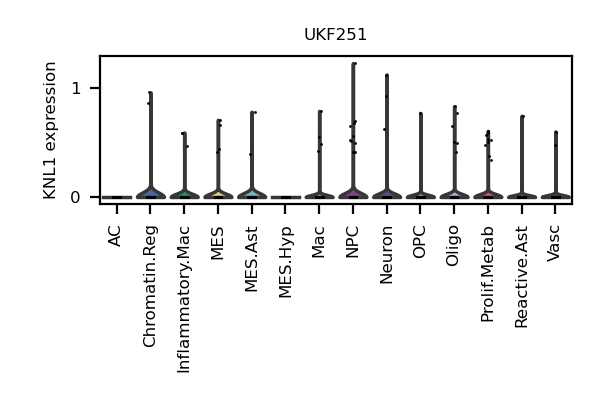 UKF251
KNL1 expression
1
0
AC
Chromatin.Reg
Inflammatory.Mac
MES
MES.Ast
MES.Hyp
Mac
NPC
Neuron
OPC
Oligo
Prolif.Metab
Reactive.Ast
Vasc